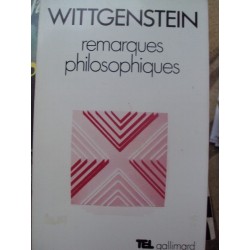 WITTGENSTEIN
remarques
philosophiques
TEL gallimard